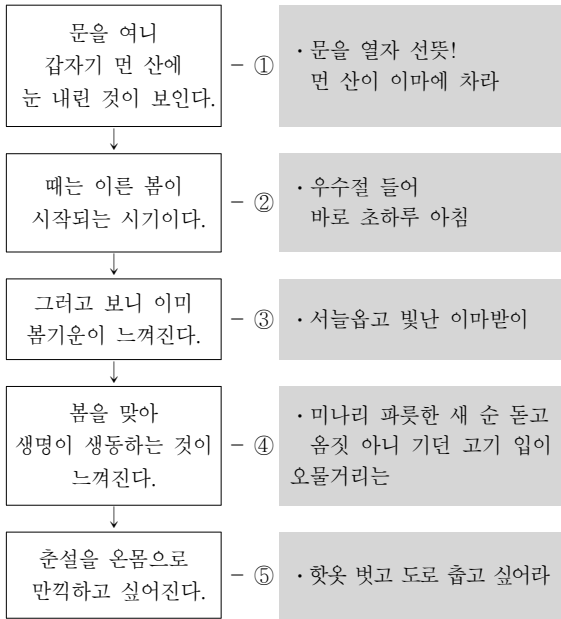 문을 여니
갑자기 먼 산에
눈 내린 것이 보인다.
- ①
· 문을 열자 선뜻!
먼 산이 이마에 차라
때는 이른 봄이
시작되는 시기이다.
- ②
· 우수절 들어
바로 초하루 아침
그러고 보니 이미
봄기운이 느껴진다.
- ③
· 서늘옵고 빛난 이마받이
봄을 맞아
생명이 생동하는 것이
느껴진다.
- ④
· 미나리 파릇한 새 순 돋고
옴짓 아니 기던 고기 입이
오물거리는
춘설을 온몸으로
만끽하고 싶어진다.
- ⑤
· 핫옷 벗고 도로 춥고 싶어라